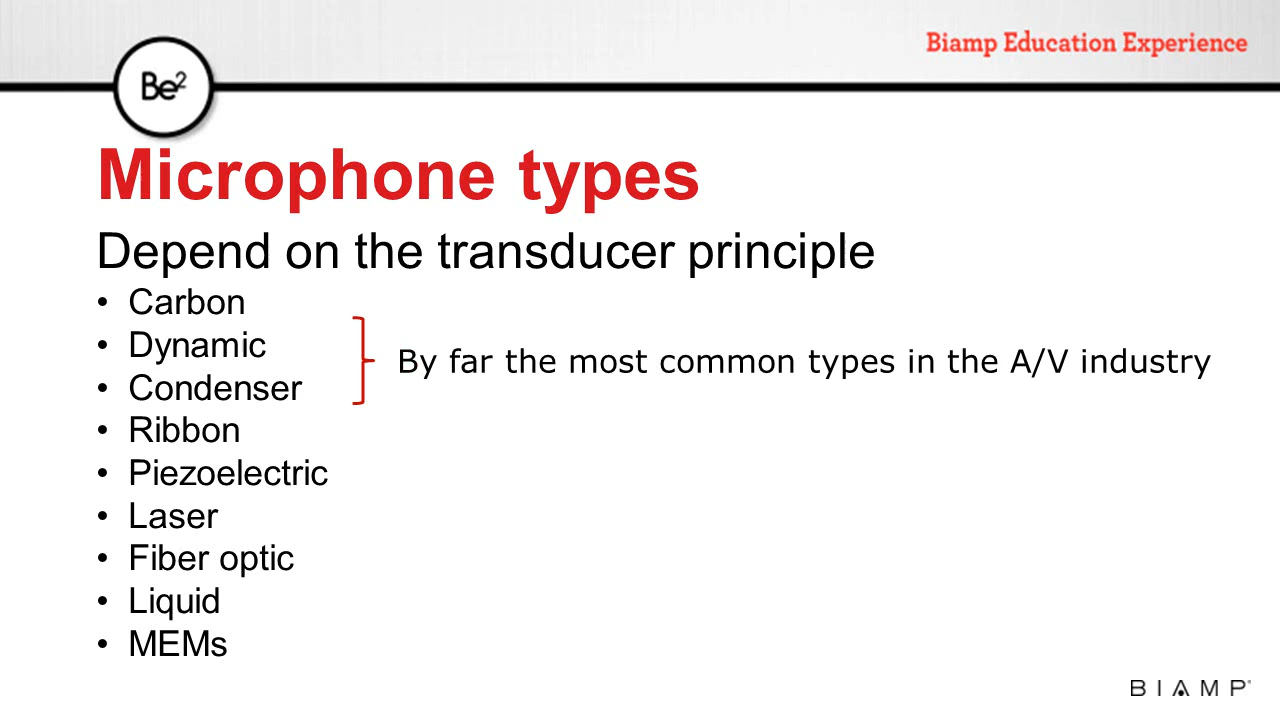 Biamp Education Experience
Be²
Microphone types
Depend on the transducer principle
• Carbon
• Dynamic
• Condenser
By far the most common types in the A/V industry
• Ribbon
• Piezoelectric
• Laser
• Fiber optic
• Liquid
• MEMs
BIAMP